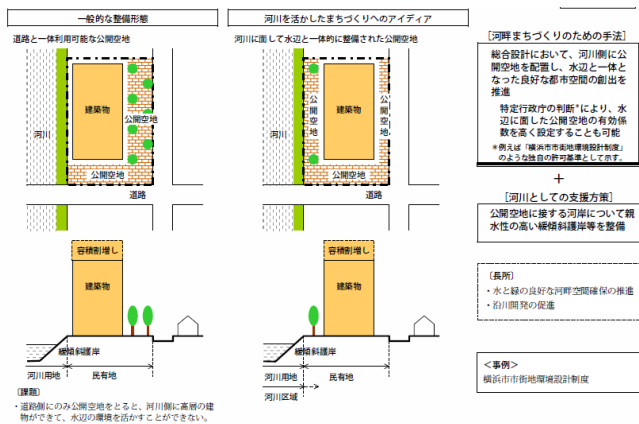 一般的な整備形態
道路と一体利用可能な公開空地
河川
建築物
公開空地
公開空地
道路
容積割増し
建築物
緩傾斜護岸
河川用地
民有地
［課題］
・道路側にのみ公開空地をとると、河川側に高層の建
物ができて、水辺の環境を活かすことができない。
河川を活かしたまちづくりへのアイディア
河川に面して水辺と一体的に整備された公開空地
河川
公開空地
建築物
公開空地
公開空地
道路
容積割増し
建築物
緩傾斜護岸
河川用地
民有地
河川区域
［河畔まちづくりのための手法］
総合設計において、河川側に公
開空地を配置し、水辺と一体と
なった良好な都市空間の創出を
推進
特定行政庁の判断*により、水
辺に面した公開空地の有効係
数を高く設定することも可能
*例えば「横浜市市街地環境設計制度」
のような独自の許可基準として示す。
＋
［河川としての支援方策］
公開空地に接する河岸について親
水性の高い緩傾斜護岸等を整備
［長所］
・水と緑の良好な河畔空間確保の推進
・沿川開発の促進
＜事例＞
横浜市市街地環境設計制度